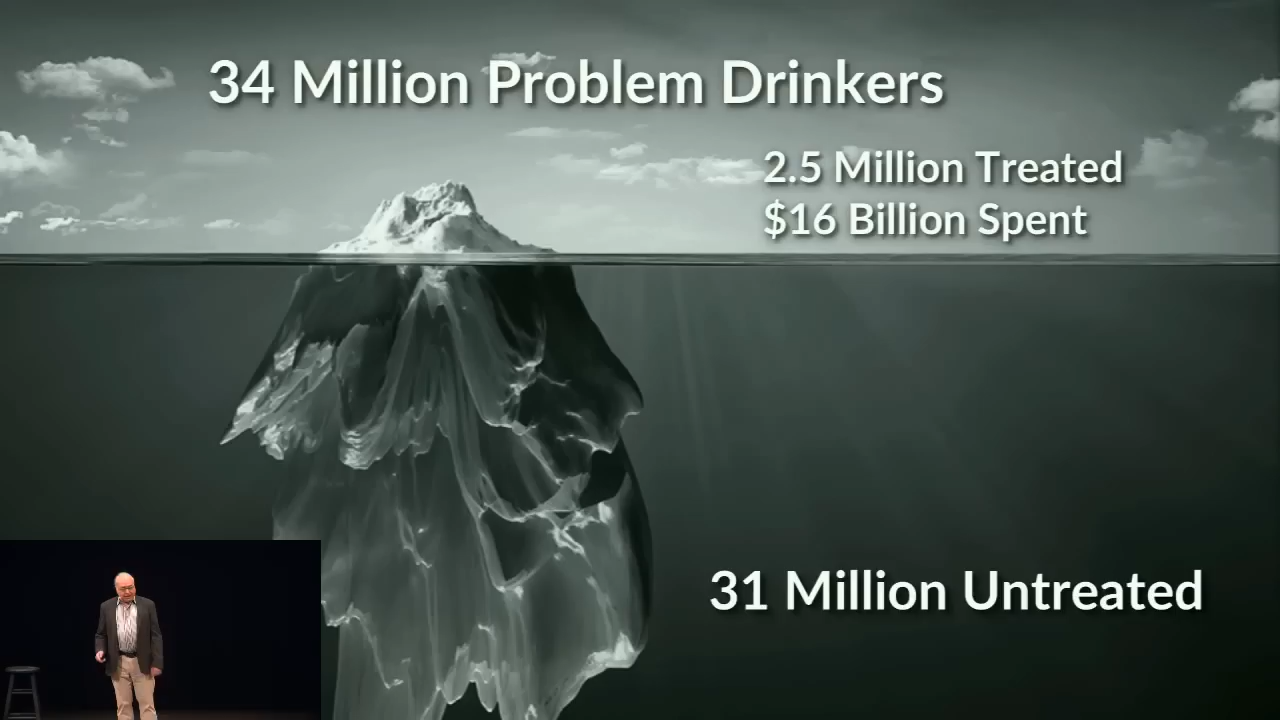 34 Million Problem Drinkers
2.5 Million Treated
$16 Billion Spent
31 Million Untreated